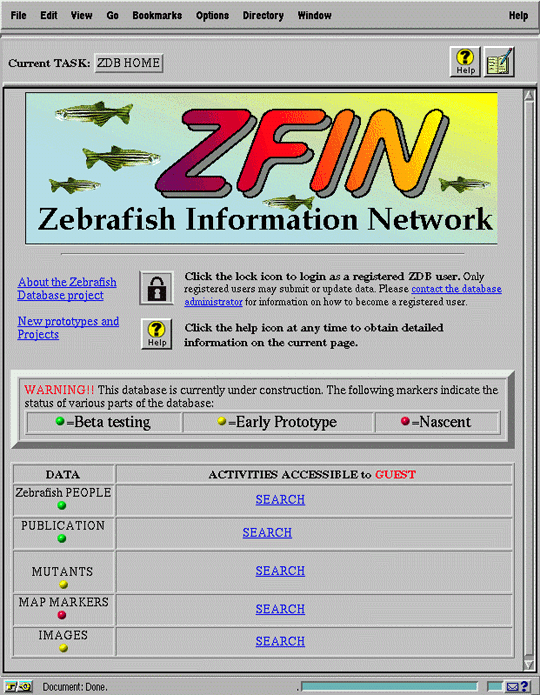 File Edit View Go Bookmarks Options Directory Window Help
Current TASK: ZDB HOME
Help
ZFIN
Zebrafish Information Network
About the Zebrafish
Database project
New prototypes and
Projects
Click the lock icon to login as a registered ZDB user. Only
registered users may submit or update data. Please contact the database
administrator for information on how to become a registered user.
Help
Click the help icon at any time to obtain detailed
information on the current page.
WARNING!! This database is currently under construction. The following markers indicate the
status of various parts of the database:
=Beta testing =Early Prototype =Nascent
DATA ACTIVITIES ACCESSIBLE to GUEST
Zebrafish PEOPLE SEARCH
PUBLICATION SEARCH
MUTANTS SEARCH
MAP MARKERS SEARCH
IMAGES SEARCH
Document: Done.
?